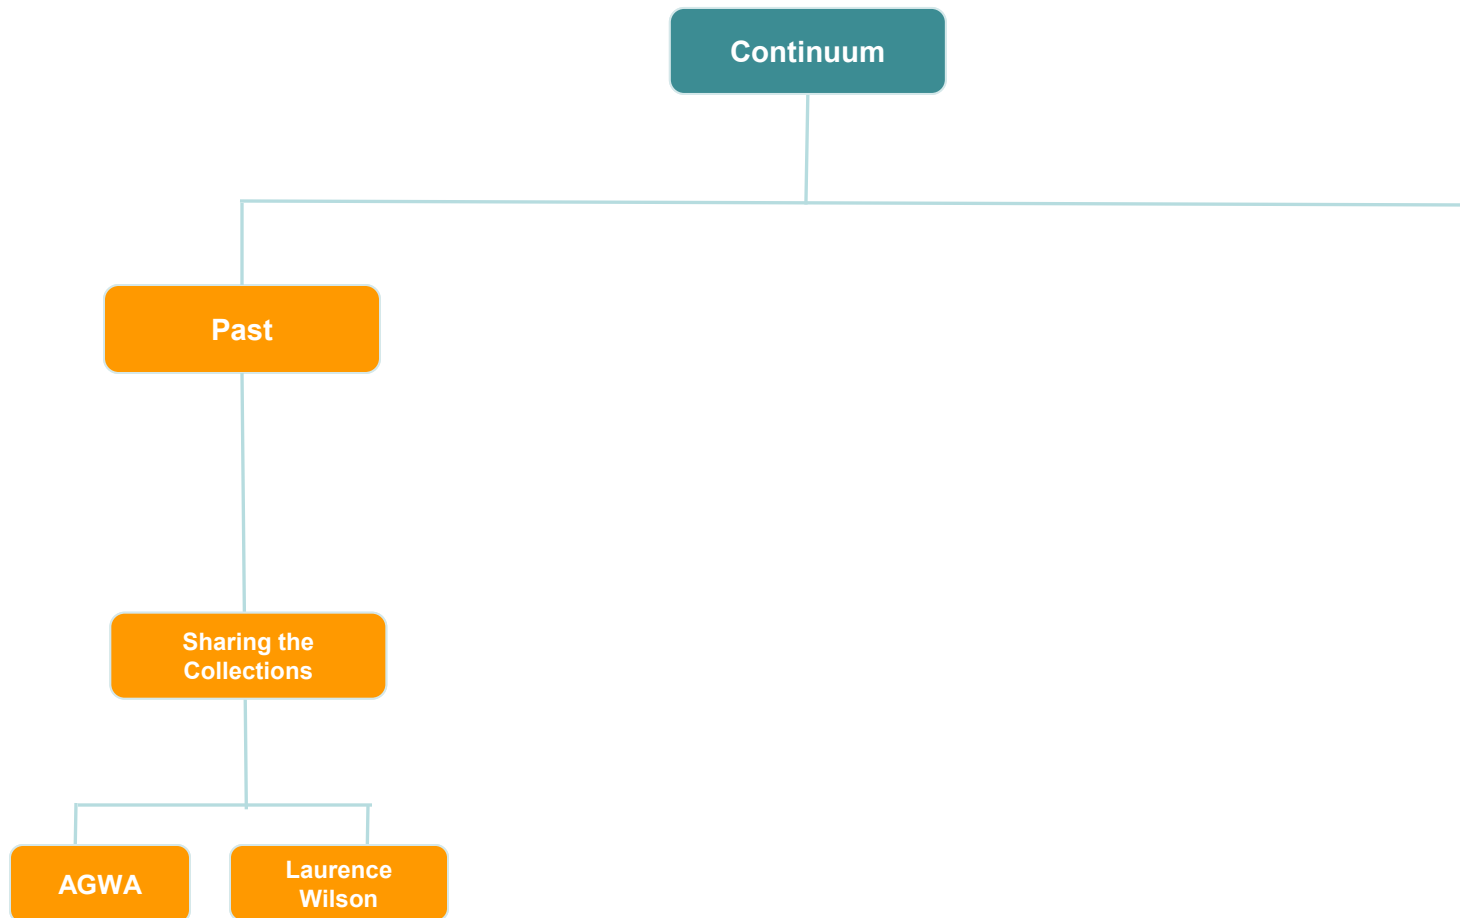 Continuum
Past
Sharing the
Collections
AGWA
Laurence
Wilson